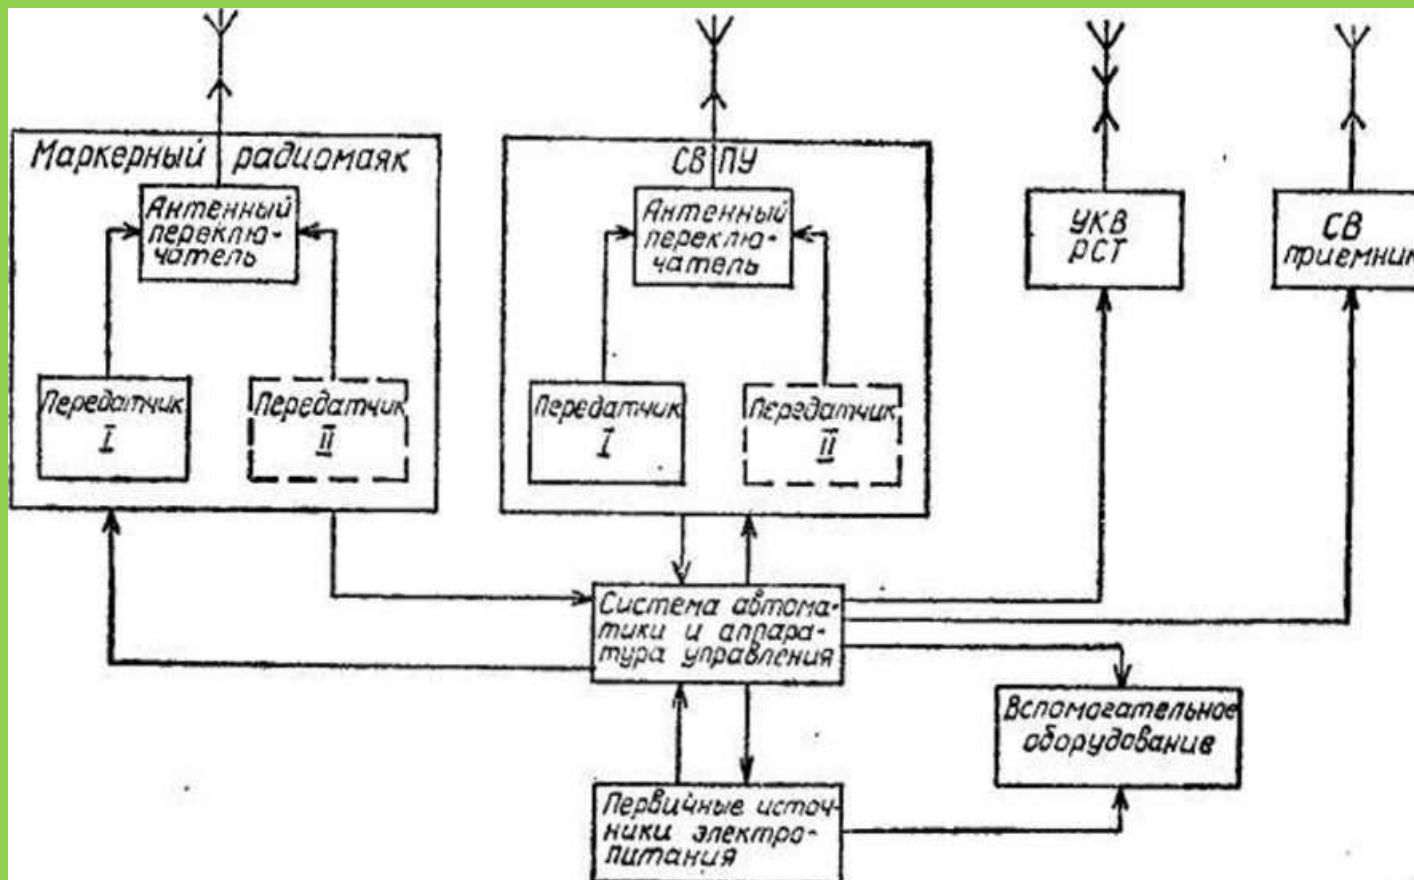 Маркерный радиомаяк
Антенный
переклю-
чатель
Передатчик
I
Передатчик
II
СВ ПУ
Антенный
переклю-
чатель
Передатчик
I
Передатчик
II
УКВ
РСТ
СВ
приемник
Система автома-
тики и аппара-
тура управления
Вспомогательное
оборудование
Первичные источ-
ники электро-
питания